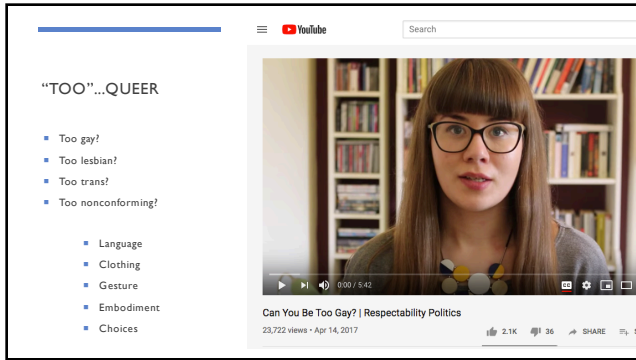 “TOO”...QUEER
Too gay?
Too lesbian?
Too trans?
Too nonconforming?
Language
Clothing
Gesture
Embodiment
Choices
YouTube
Search
0:00 / 5:42
CC
Can You Be Too Gay? | Respectability Politics
23,722 views • Apr 14, 2017
2.1K 36 SHARE